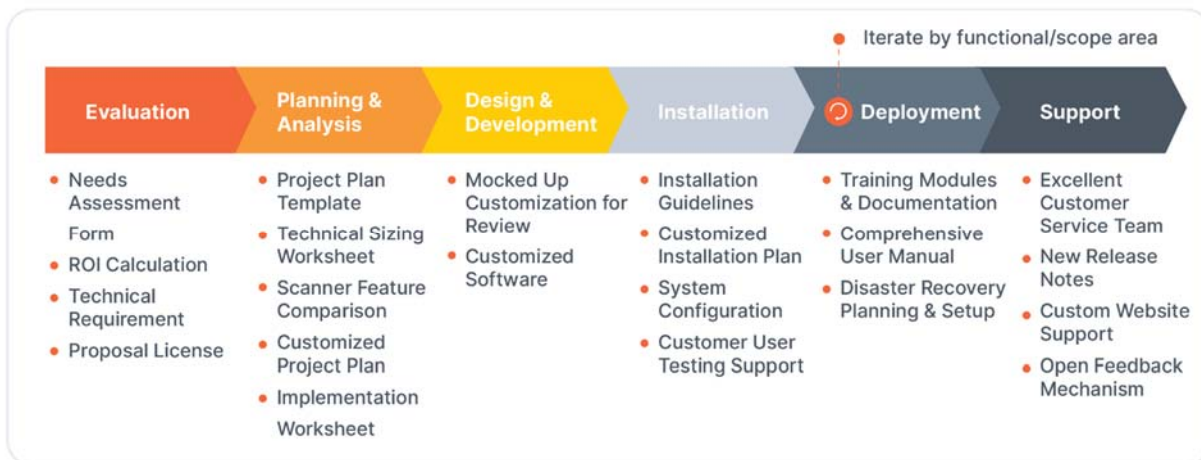 Iterate by functional/scope area
Evaluation
Planning &
Analysis
Design &
Development
Installation
Deployment
Support
Needs
Assessment
Form
ROI Calculation
Technical
Requirement
Proposal License
Project Plan
Template
Technical Sizing
Worksheet
Scanner Feature
Comparison
Customized
Project Plan
Implementation
Worksheet
Mocked Up
Customization for
Review
Customized
Software
Installation
Guidelines
Customized
Installation Plan
System
Configuration
Customer User
Testing Support
Training Modules
& Documentation
Comprehensive
User Manual
Disaster Recovery
Planning & Setup
Excellent
Customer
Service Team
New Release
Notes
Custom Website
Support
Open Feedback
Mechanism